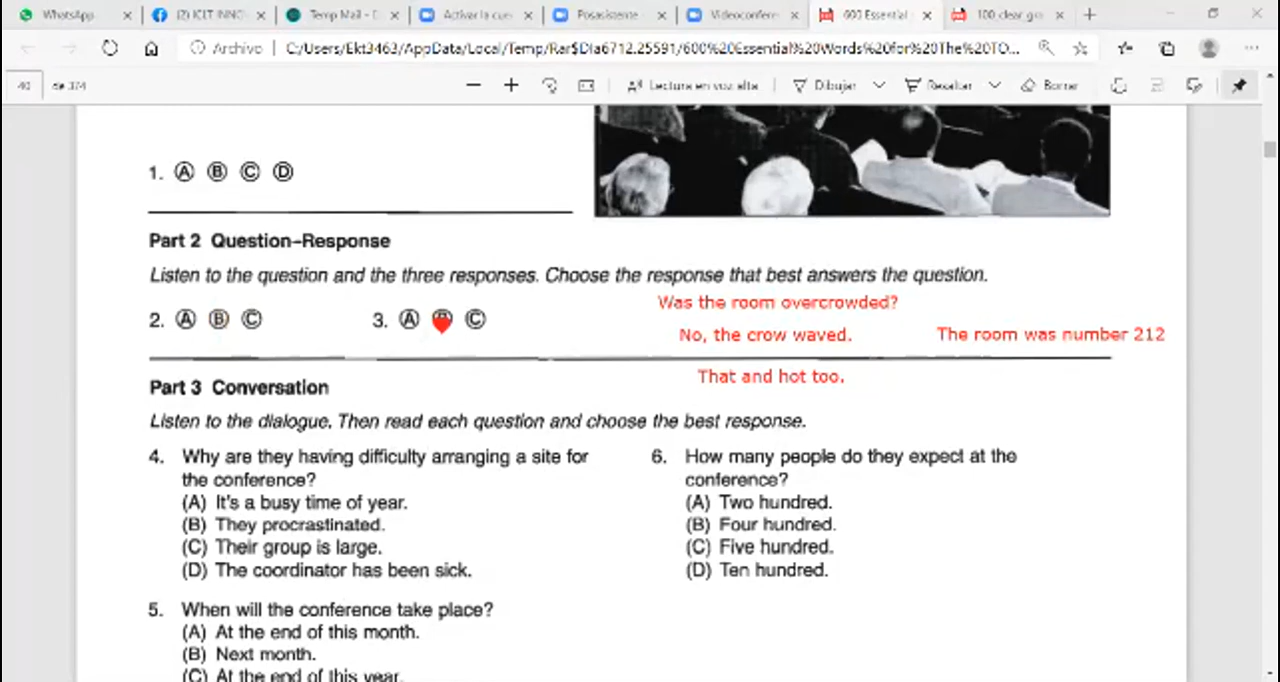 WhatsApp
(2) ICLT INNO
Temp Mail - D
Activar la cue
Posasistente
Videoconfere
600 Essential
100 clear gra
Archivo | C:/Users/Ekt3463/AppData/Local/Temp/Rar$DIa6712.25591/600%20Essential%20Words%20for%20The%20TO...
40 de 374
Lectura en voz alta
Dibujar
Resaltar
Borrar
1. A B C D
Part 2 Question–Response
Listen to the question and the three responses. Choose the response that best answers the question.
Was the room overcrowded?
2. A B C 3. A C
No, the crow waved.
The room was number 212
That and hot too.
Part 3 Conversation
Listen to the dialogue. Then read each question and choose the best response.
4. Why are they having difficulty arranging a site for
the conference?
(A) It's a busy time of year.
(B) They procrastinated.
(C) Their group is large.
(D) The coordinator has been sick.
5. When will the conference take place?
(A) At the end of this month.
(B) Next month.
(C) At the end of this year.
6. How many people do they expect at the
conference?
(A) Two hundred.
(B) Four hundred.
(C) Five hundred.
(D) Ten hundred.